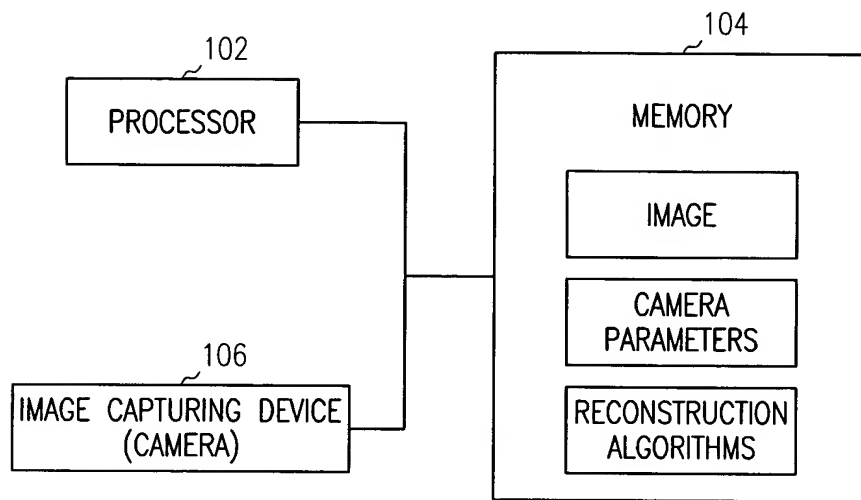 102
PROCESSOR
104
MEMORY
IMAGE
CAMERA
PARAMETERS
RECONSTRUCTION
ALGORITHMS
106
IMAGE CAPTURING DEVICE
(CAMERA)